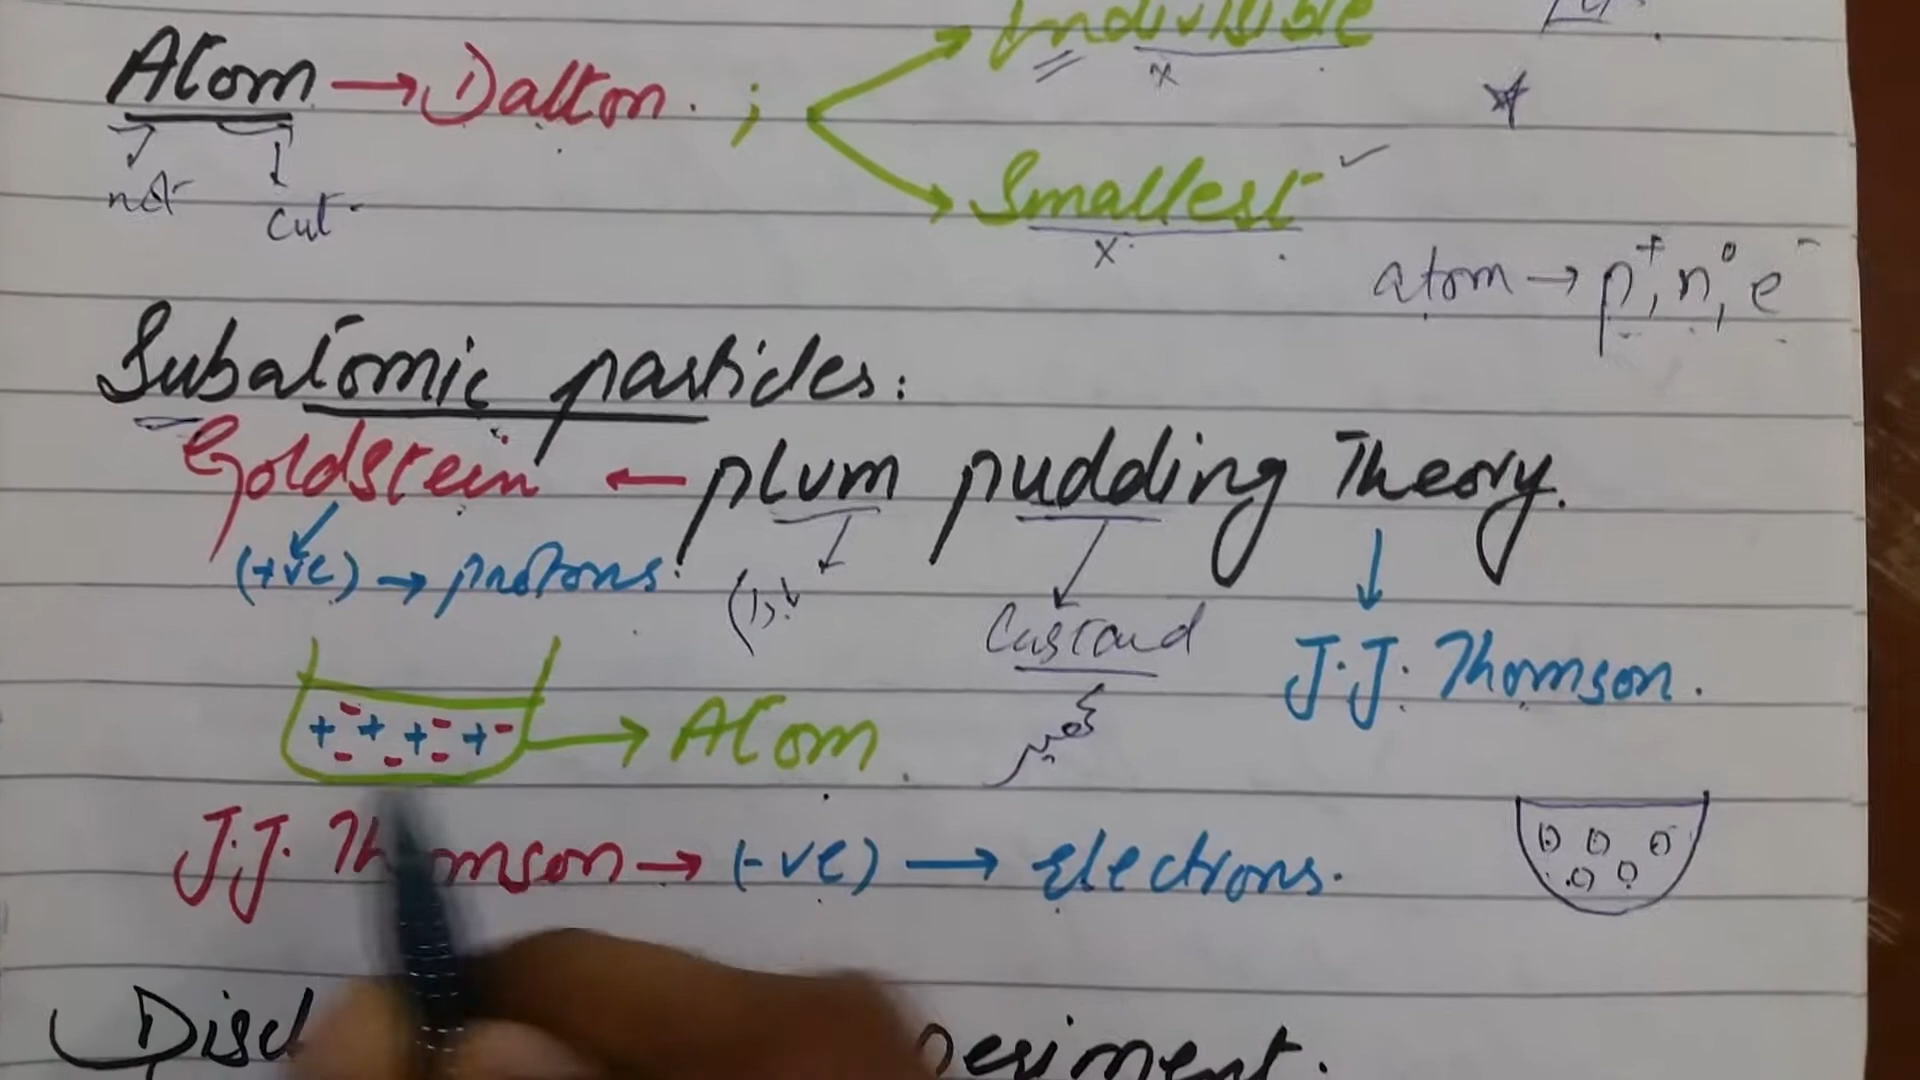 Indivisible
Atom → Dalton. ;
not cut
Smallest ✓
x
x
atom → p⁺, n⁰, e⁻
Subatomic particles:
Goldstein ← plum pudding Theory.
(+ve) → protons.
Custard
J.J. Thomson.
+ - + + - + -
- - -
→ Atom
J.J. Thomson → (-ve) → Electrons.
periment.